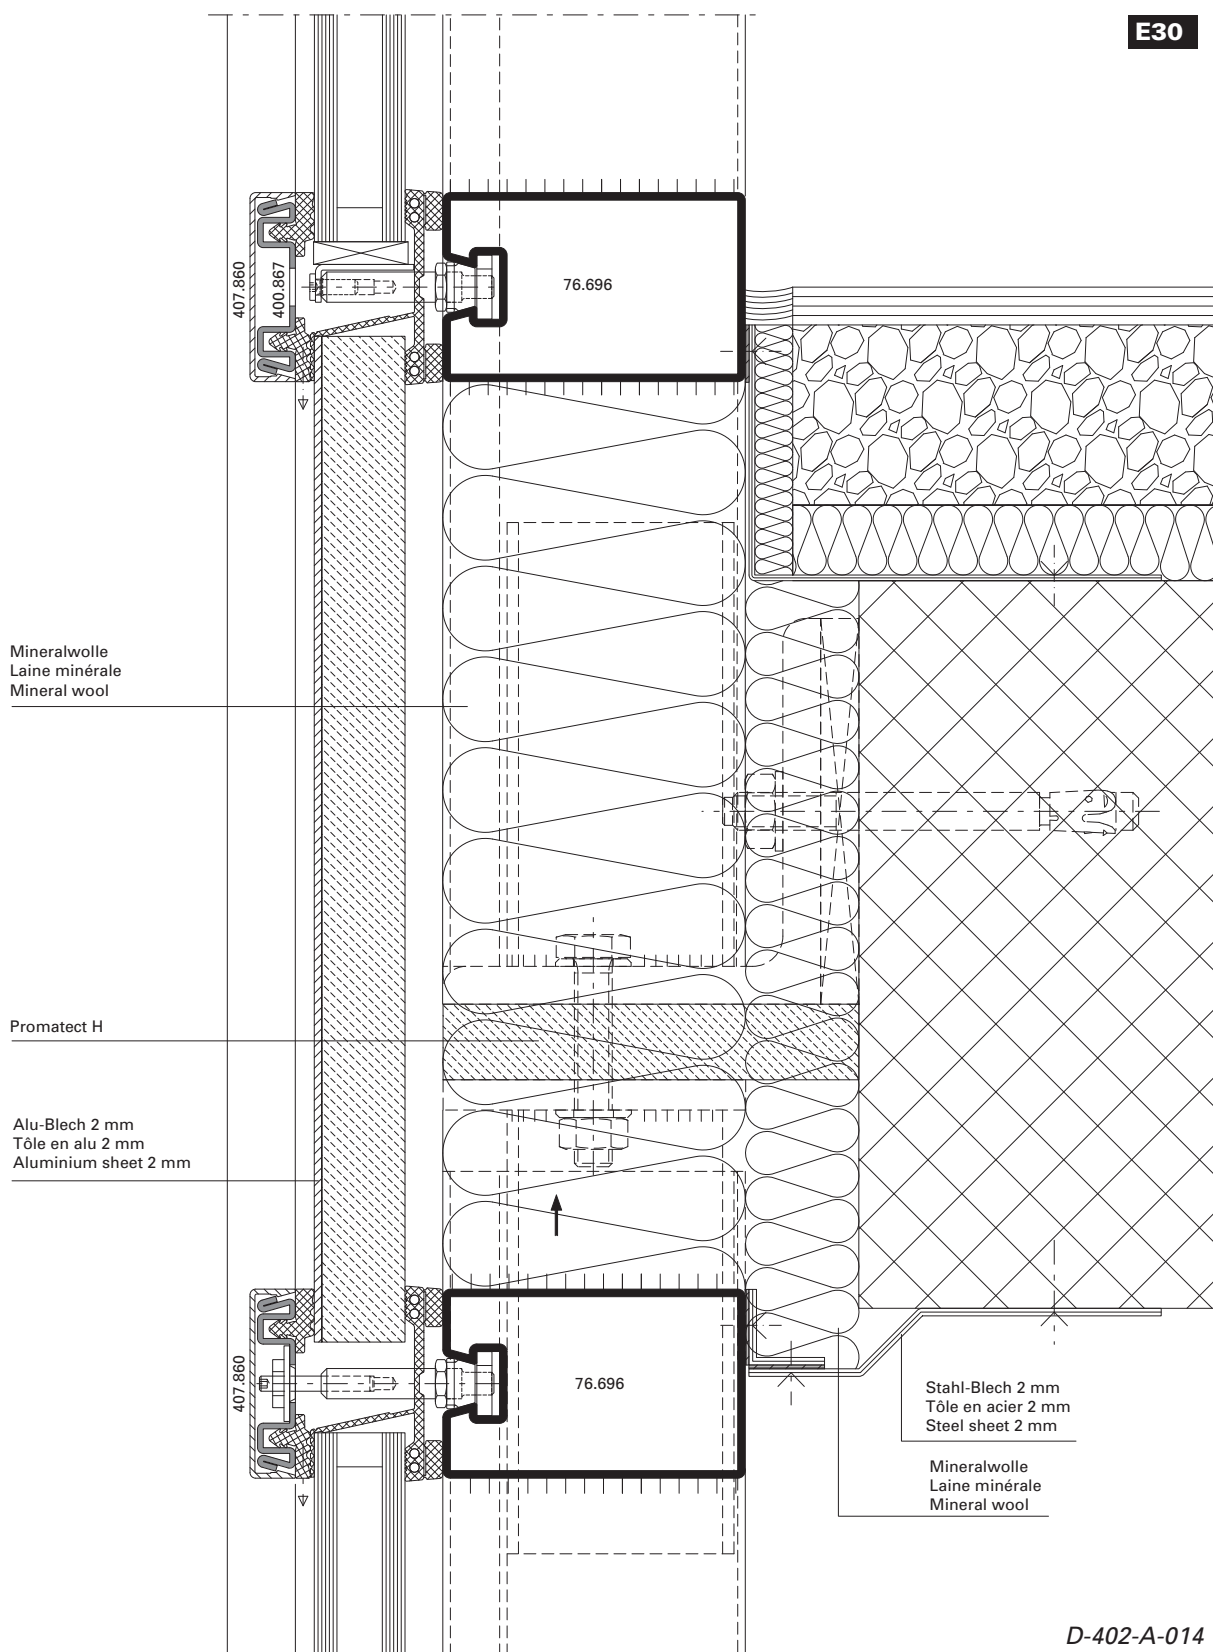 E30
407.860
400.867
76.696
Mineralwolle
Laine minérale
Mineral wool
Promatect H
Alu-Blech 2 mm
Tôle en alu 2 mm
Aluminium sheet 2 mm
407.860
76.696
Stahl-Blech 2 mm
Tôle en acier 2 mm
Steel sheet 2 mm
Mineralwolle
Laine minérale
Mineral wool
D-402-A-014